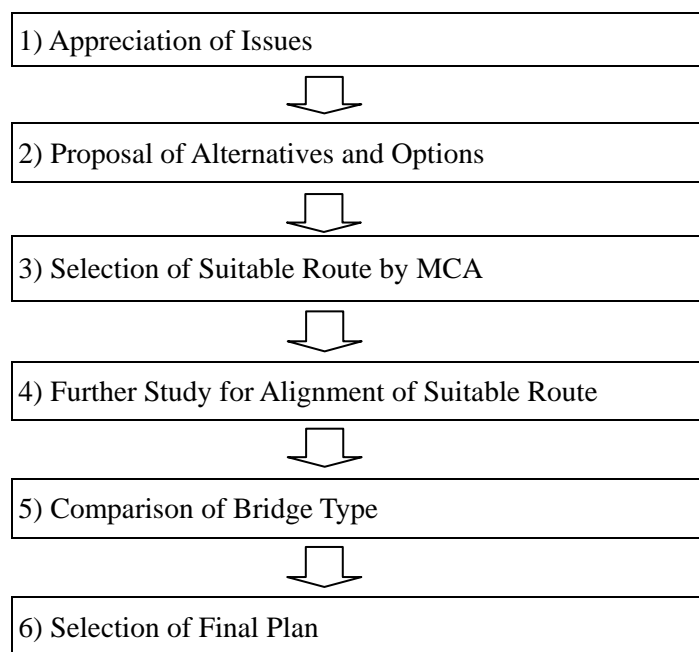 1) Appreciation of Issues
2) Proposal of Alternatives and Options
3) Selection of Suitable Route by MCA
4) Further Study for Alignment of Suitable Route
5) Comparison of Bridge Type
6) Selection of Final Plan